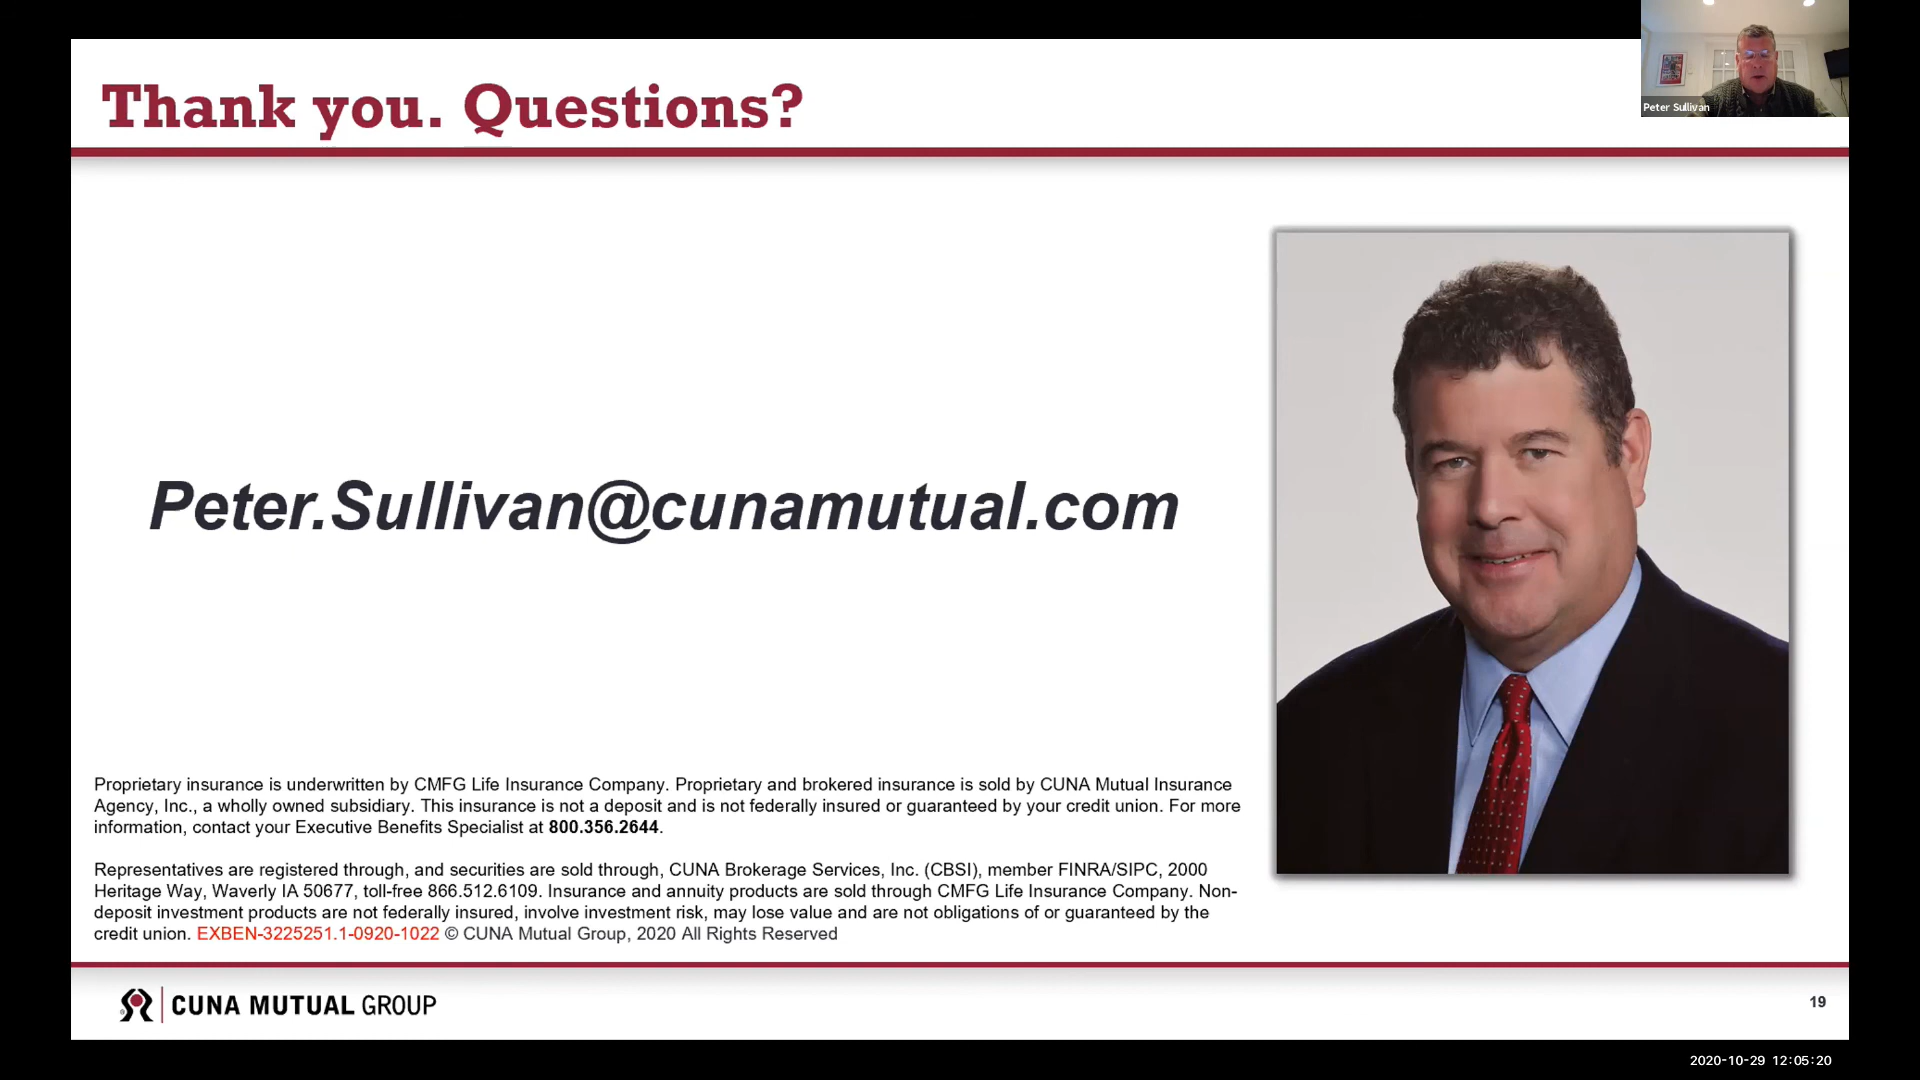 Thank you. Questions?
Peter Sullivan
Peter.Sullivan@cunamutual.com
Proprietary insurance is underwritten by CMFG Life Insurance Company. Proprietary and brokered insurance is sold by CUNA Mutual Insurance
Agency, Inc., a wholly owned subsidiary. This insurance is not a deposit and is not federally insured or guaranteed by your credit union. For more
information, contact your Executive Benefits Specialist at 800.356.2644.
Representatives are registered through, and securities are sold through, CUNA Brokerage Services, Inc. (CBSI), member FINRA/SIPC, 2000
Heritage Way, Waverly IA 50677, toll-free 866.512.6109. Insurance and annuity products are sold through CMFG Life Insurance Company. Non-
deposit investment products are not federally insured, involve investment risk, may lose value and are not obligations of or guaranteed by the
credit union. EXBEN-3225251.1-0920-1022 © CUNA Mutual Group, 2020 All Rights Reserved
CUNA MUTUAL GROUP
19
2020-10-29 12:05:20